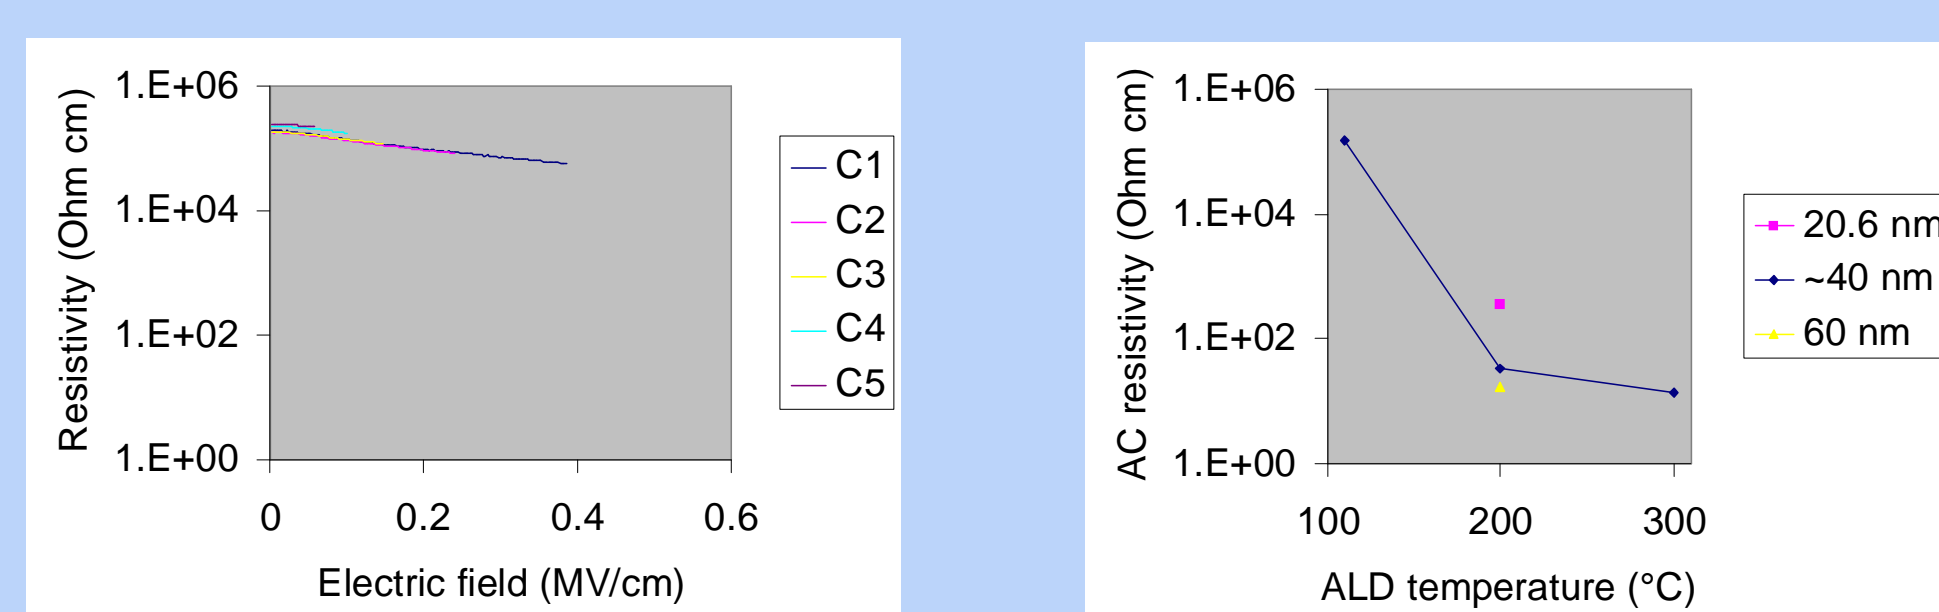 Resistivity (Ohm cm)
1.E+06
1.E+04
1.E+02
1.E+00
0 0.2 0.4 0.6
Electric field (MV/cm)
C1
C2
C3
C4
C5
AC resistivity (Ohm cm)
1.E+06
1.E+04
1.E+02
1.E+00
100 200 300
ALD temperature (°C)
20.6 nm
~40 nm
60 nm